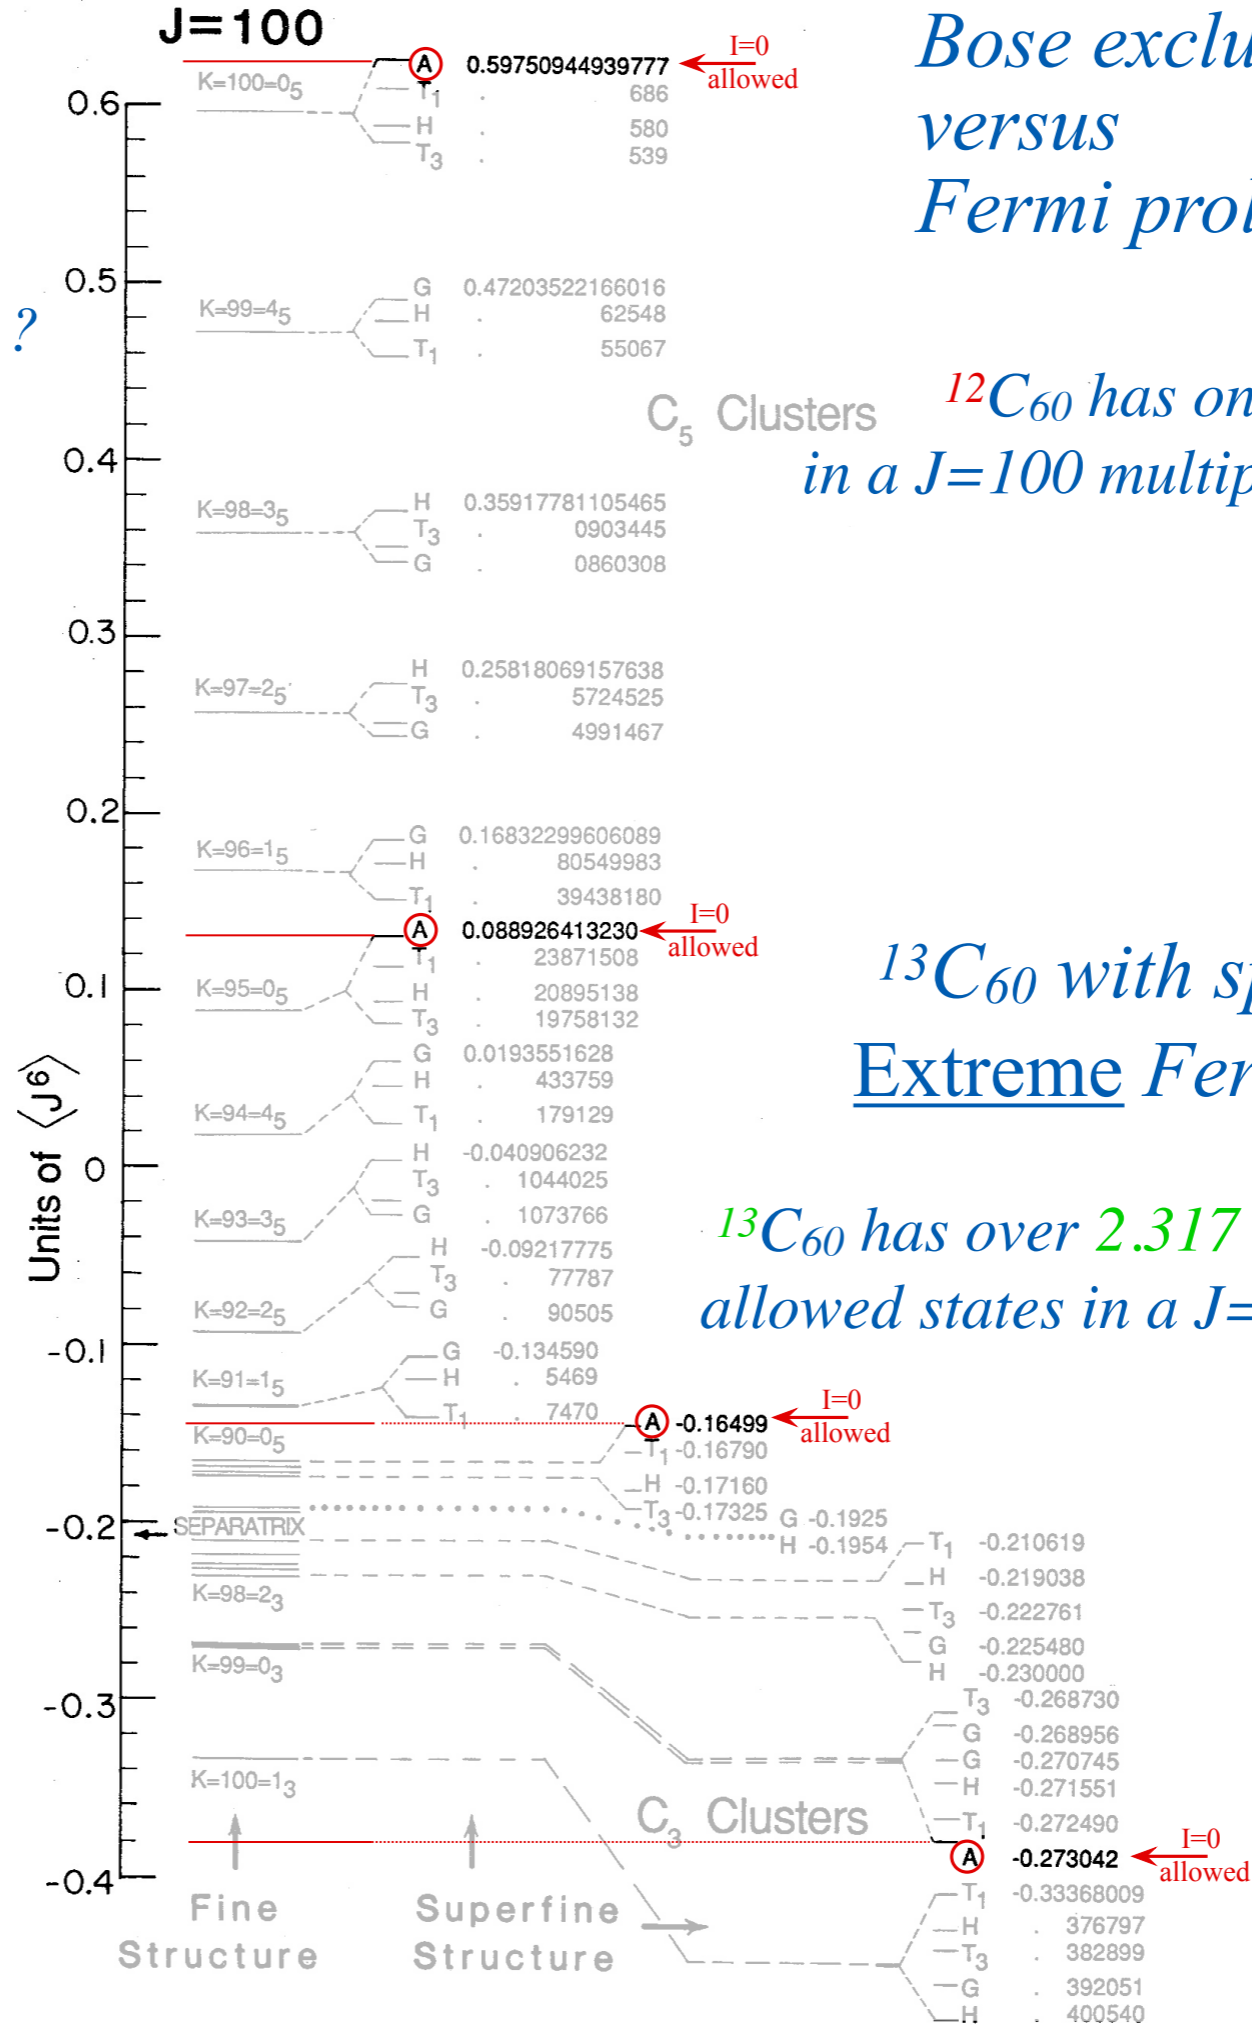 J=100
Bose exclu
versus
Fermi prol
I=0
allowed
K=100=0₅
A 0.59750944939777
T₁ . 686
H . 580
T₃ . 539
0.6
0.5
?
K=99=4₅
G 0.47203522166016
H . 62548
T₁ . 55067
C₅ Clusters
¹²C₆₀ has on
in a J=100 multip
0.4
K=98=3₅
H 0.35917781105465
T₃ . 0903445
G . 0860308
0.3
K=97=2₅
H 0.25818069157638
T₃ . 5724525
G . 4991467
0.2
K=96=1₅
G 0.16832299606089
H . 80549983
T₁ . 39438180
I=0
allowed
A 0.088926413230
K=95=0₅
T₁ . 23871508
H . 20895138
T₃ . 19758132
0.1
¹³C₆₀ with sp
Extreme Fer
K=94=4₅
G 0.0193551628
H . 433759
T₁ . 179129
Units of ⟨J⁶⟩
0
K=93=3₅
H -0.040906232
T₃ . 1044025
G . 1073766
¹³C₆₀ has over 2.317
allowed states in a J=
K=92=2₅
H -0.09217775
T₃ . 77787
G . 90505
-0.1
K=91=1₅
G -0.134590
H . 5469
T₁ . 7470
I=0
allowed
K=90=0₅
A -0.16499
T₁ -0.16790
H -0.17160
T₃ -0.17325
G -0.1925
H -0.1954
-0.2
SEPARATRIX
K=98=2₃
T₁ -0.210619
H -0.219038
T₃ -0.222761
G -0.225480
H -0.230000
K=99=0₃
-0.3
T₃ -0.268730
G -0.268956
G -0.270745
H -0.271551
T₁ -0.272490
I=0
allowed
A -0.273042
K=100=1₃
C₃ Clusters
-0.4
Fine
Structure
Superfine
Structure
T₁ -0.33368009
H . 376797
T₃ . 382899
G . 392051
H . 400540